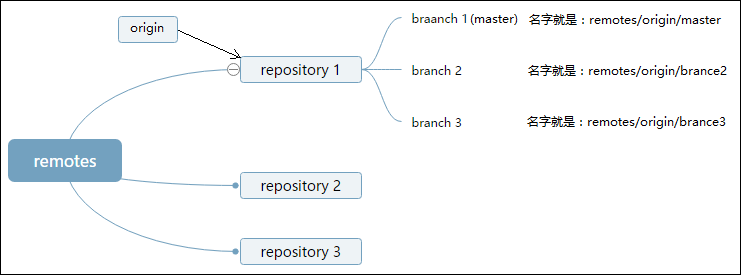 origin
braanch 1(master) 名字就是：remotes/origin/master
repository 1
branch 2 名字就是：remotes/origin/brance2
branch 3 名字就是：remotes/origin/brance3
remotes
repository 2
repository 3